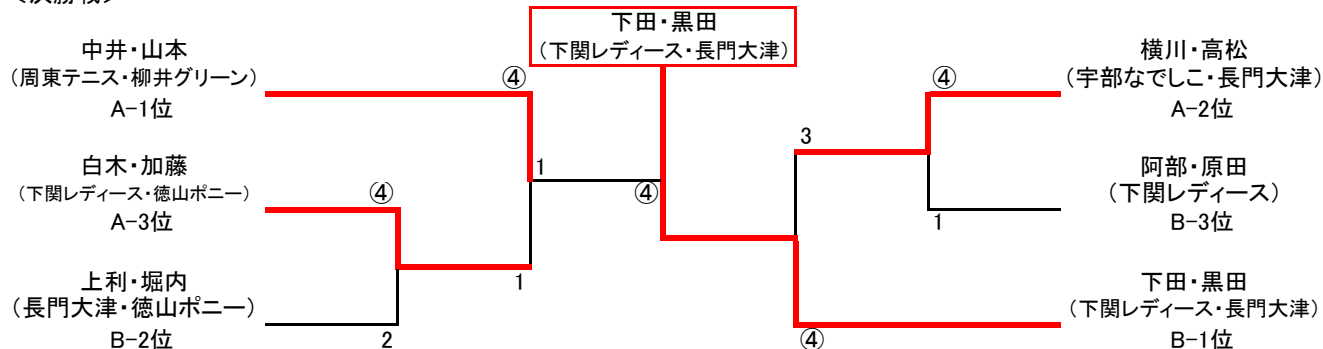 下田・黒田
（下関レディース・長門大津）
中井・山本
（周東テニス・柳井グリーン）
A-1位
④
白木・加藤
（下関レディース・徳山ポニー）
A-3位
④
上利・堀内
（長門大津・徳山ポニー）
B-2位
2
1
1
④
3
④
横川・高松
（宇部なでしこ・長門大津）
A-2位
阿部・原田
（下関レディース）
B-3位
1
下田・黒田
（下関レディース・長門大津）
B-1位
④